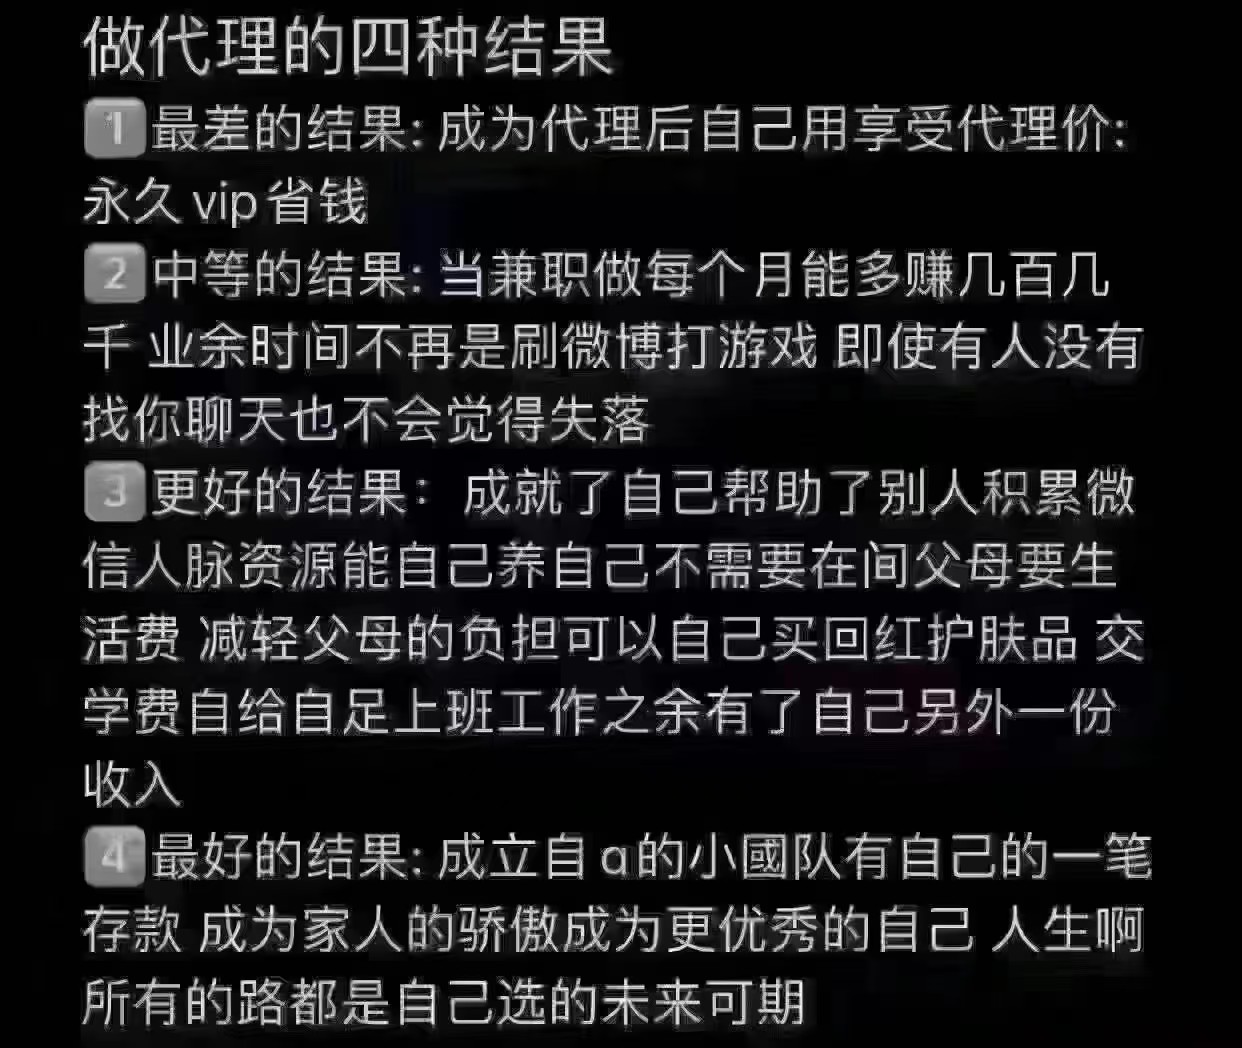 做代理的四种结果
1最差的结果: 成为代理后自己用享受代理价:
永久 vip省钱
2中等的结果: 当兼职做每个月能多赚几百几
千 业余时间不再是刷微博打游戏 即使有人没有
找你聊天也不会觉得失落
3更好的结果： 成就了自己帮助了别人积累微
信人脉资源能自己养自己不需要在间父母要生
活费 减轻父母的负担可以自己买回红护肤品 交
学费自给自足上班工作之余有了自己另外一份
收入
4最好的结果: 成立自α的小國队有自己的一笔
存款 成为家人的骄傲成为更优秀的自己 人生啊
所有的路都是自己选的未来可期